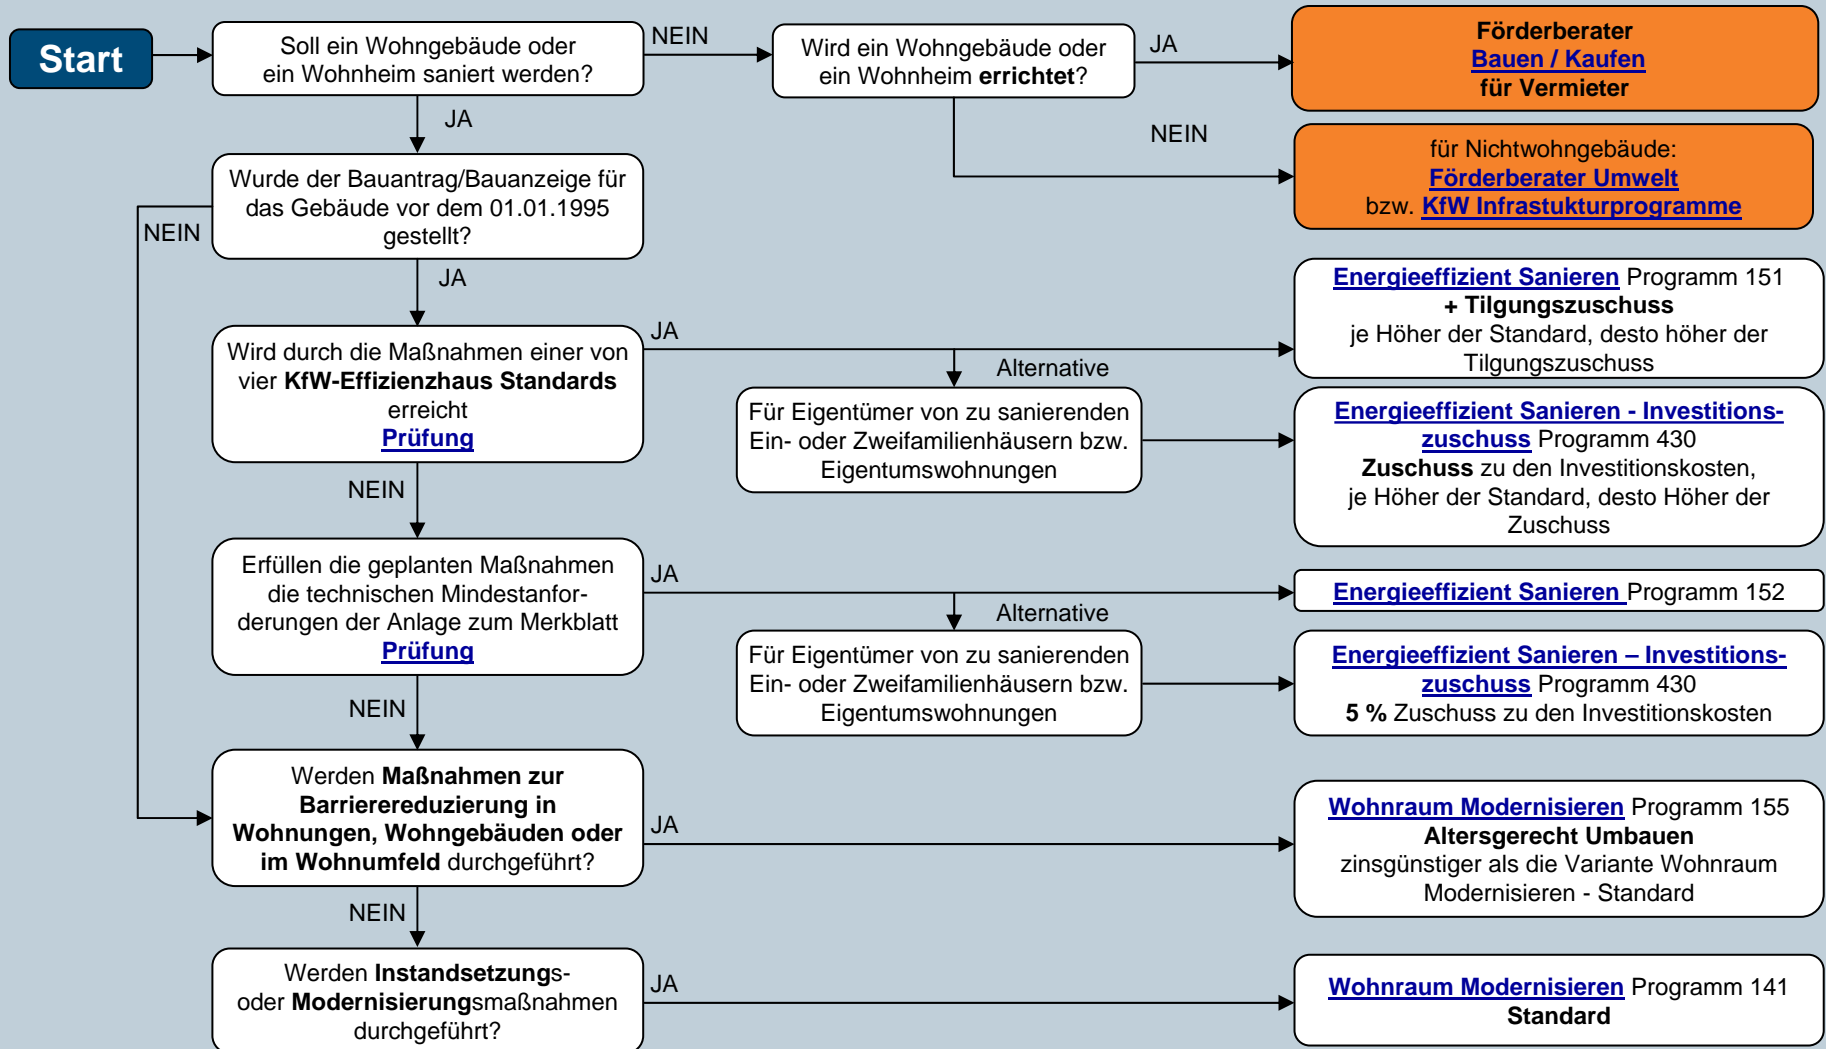 Start
Soll ein Wohngebäude oder
ein Wohnheim saniert werden?
NEIN
Wird ein Wohngebäude oder
ein Wohnheim errichtet?
JA
Förderberater
Bauen / Kaufen
für Vermieter
JA
NEIN
für Nichtwohngebäude:
Förderberater Umwelt
bzw. KfW Infrastukturprogramme
Wurde der Bauantrag/Bauanzeige für
das Gebäude vor dem 01.01.1995
gestellt?
NEIN
JA
Wird durch die Maßnahmen einer von
vier KfW-Effizienzhaus Standards
erreicht
Prüfung
JA
Alternative
Energieeffizient Sanieren Programm 151
+ Tilgungszuschuss
je Höher der Standard, desto höher der
Tilgungszuschuss
Für Eigentümer von zu sanierenden
Ein- oder Zweifamilienhäusern bzw.
Eigentumswohnungen
Energieeffizient Sanieren - Investitions-
zuschuss Programm 430
Zuschuss zu den Investitionskosten,
je Höher der Standard, desto Höher der
Zuschuss
NEIN
Erfüllen die geplanten Maßnahmen
die technischen Mindestanfor-
derungen der Anlage zum Merkblatt
Prüfung
JA
Alternative
Energieeffizient Sanieren Programm 152
Für Eigentümer von zu sanierenden
Ein- oder Zweifamilienhäusern bzw.
Eigentumswohnungen
Energieeffizient Sanieren – Investitions-
zuschuss Programm 430
5 % Zuschuss zu den Investitionskosten
NEIN
Werden Maßnahmen zur
Barrierereduzierung in
Wohnungen, Wohngebäuden oder
im Wohnumfeld durchgeführt?
JA
Wohnraum Modernisieren Programm 155
Altersgerecht Umbauen
zinsgünstiger als die Variante Wohnraum
Modernisieren - Standard
NEIN
Werden Instandsetzungs-
oder Modernisierungsmaßnahmen
durchgeführt?
JA
Wohnraum Modernisieren Programm 141
Standard